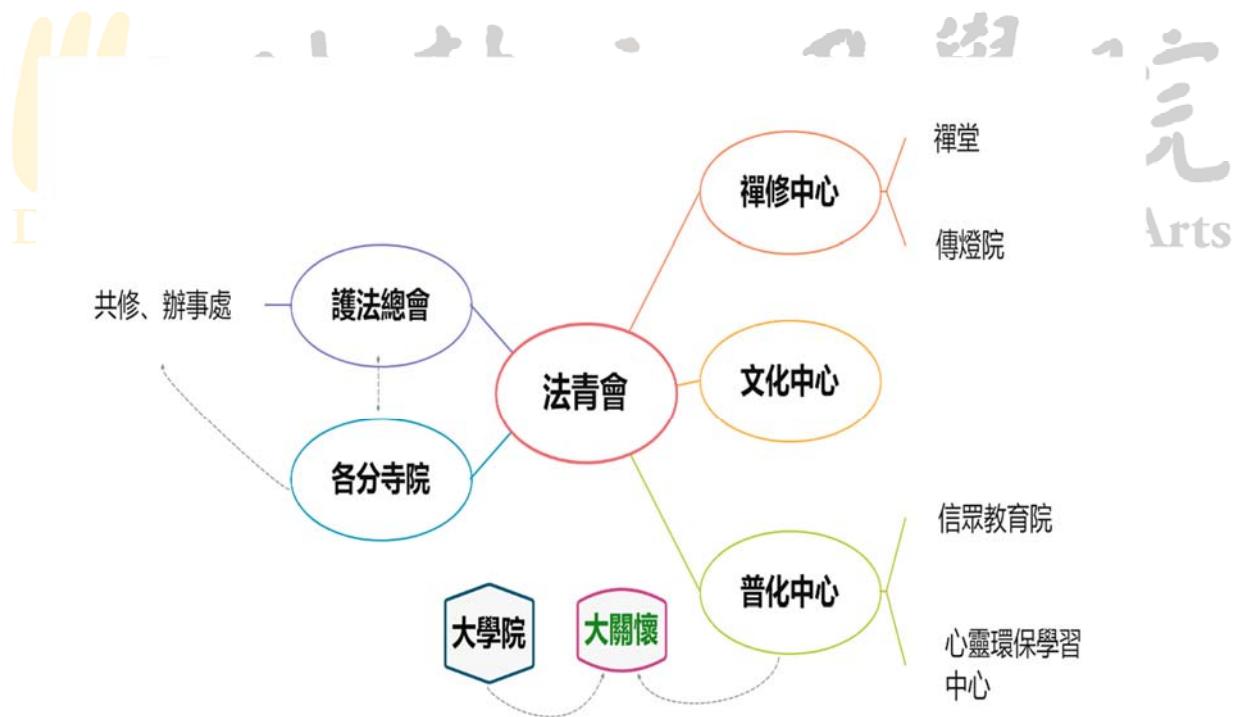 學院
Arts
禪堂
禪修中心
傳燈院
護法總會
共修、辦事處
法青會
文化中心
各分寺院
信眾教育院
普化中心
大學院
大關懷
心靈環保學習
中心